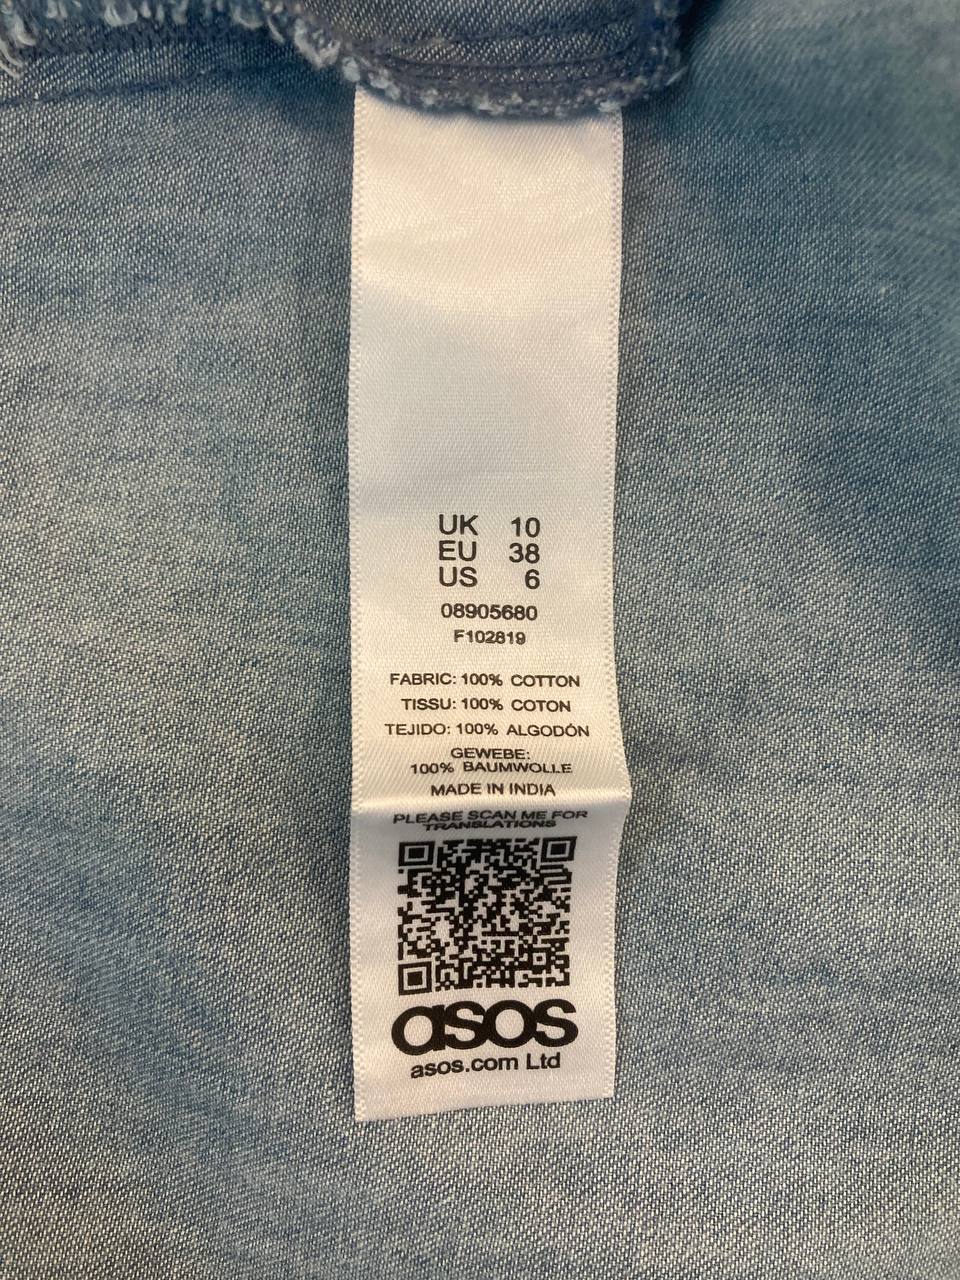 UK 10
EU 38
US 6
08905680
F102819
FABRIC: 100% COTTON
TISSU: 100% COTON
TEJIDO: 100% ALGODÓN
GEWEBE:
100% BAUMWOLLE
MADE IN INDIA
PLEASE SCAN ME FOR
TRANSLATIONS
asos
asos.com Ltd